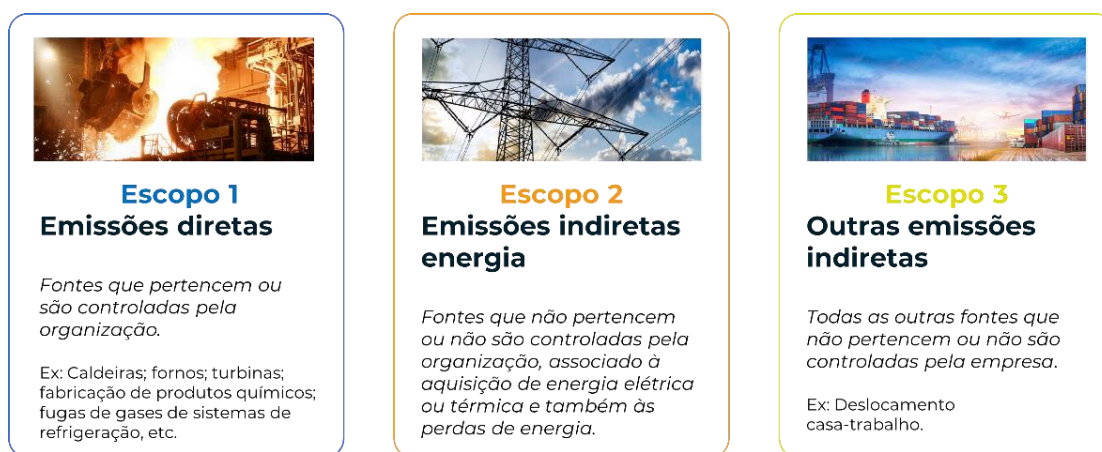 Escopo 1
Emissões diretas
Fontes que pertencem ou
são controladas pela
organização.
Ex: Caldeiras; fornos; turbinas;
fabricação de produtos químicos;
fugas de gases de sistemas de
refrigeração, etc.
Escopo 2
Emissões indiretas
energia
Fontes que não pertencem
ou não são controladas pela
organização, associado à
aquisição de energia elétrica
ou térmica e também às
perdas de energia.
Escopo 3
Outras emissões
indiretas
Todas as outras fontes que
não pertencem ou não são
controladas pela empresa.
Ex: Deslocamento
casa-trabalho.